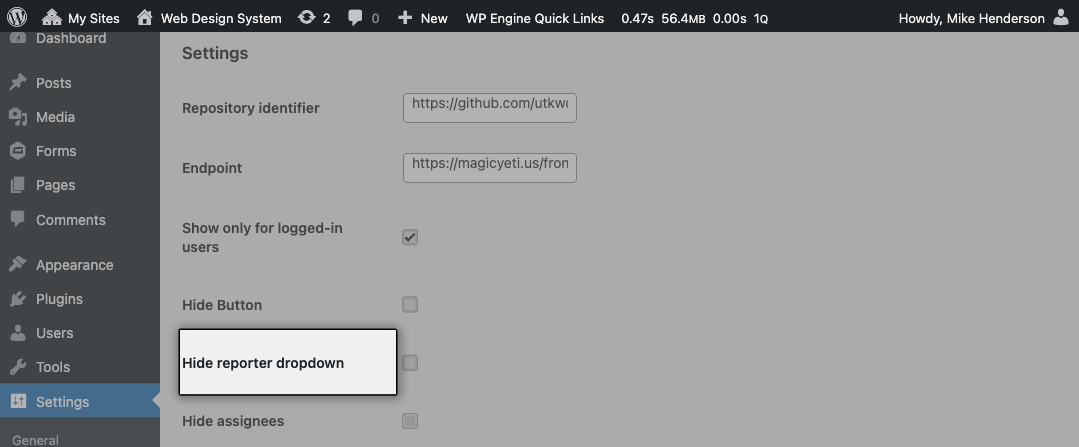 My Sites Web Design System 2 0 New WP Engine Quick Links 0.47s 56.4MB 0.00s 1Q Howdy, Mike Henderson
Dashboard
Posts
Media
Forms
Pages
Comments
Appearance
Plugins
Users
Tools
Settings
General
Settings
Repository identifier https://github.com/utkwc
Endpoint https://magicyeti.us/fron
Show only for logged-in
users
Hide Button
Hide reporter dropdown
Hide assignees